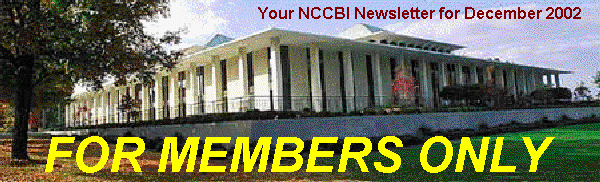 Your NCCBI Newsletter for December 2002
FOR MEMBERS ONLY